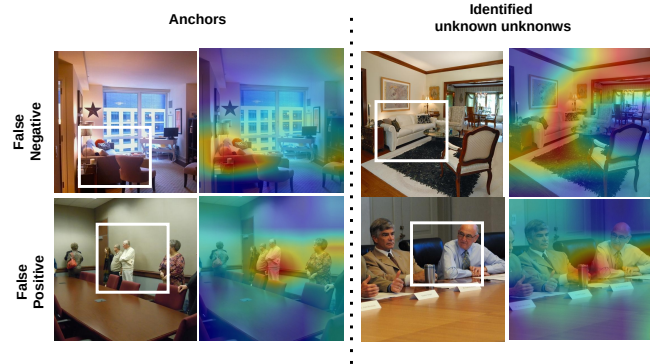 Anchors
Identified
unknown unknonws
False
Negative
False
Positive